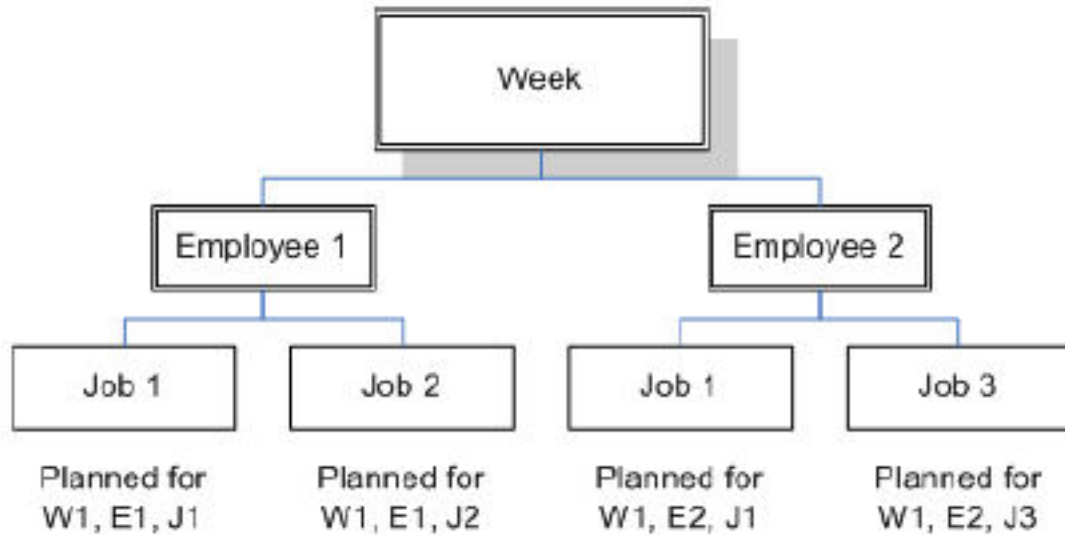 Week
Employee 1
Employee 2
Job 1
Job 2
Job 1
Job 3
Planned for
W1, E1, J1
Planned for
W1, E1, J2
Planned for
W1, E2, J1
Planned for
W1, E2, J3